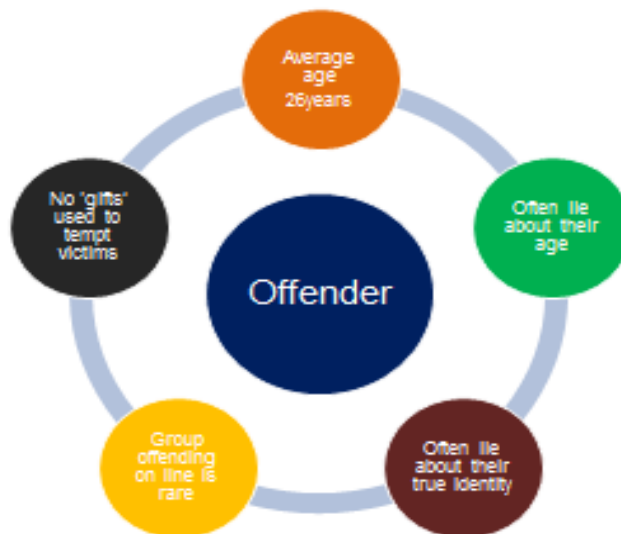 Average
age
26years
Often lie
about their
age
Often lie
about their
true identity
Group
offending
on line is
rare
No "gifts"
used to
tempt
victims
Offender